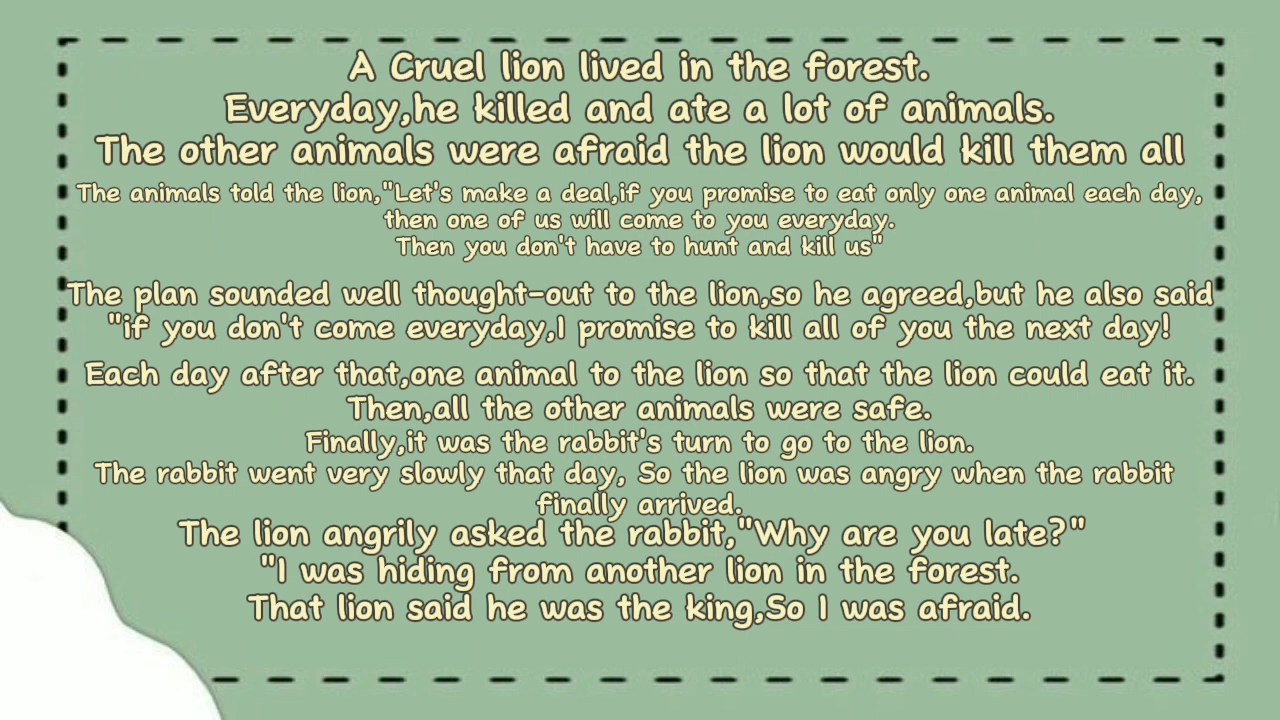 A Cruel lion lived in the forest.
Everyday,he killed and ate a lot of animals.
The other animals were afraid the lion would kill them all
The animals told the lion,"Let's make a deal,if you promise to eat only one animal each day,
then one of us will come to you everyday.
Then you don't have to hunt and kill us"
The plan sounded well thought-out to the lion,so he agreed,but he also said
"if you don't come everyday,I promise to kill all of you the next day!
Each day after that,one animal to the lion so that the lion could eat it.
Then,all the other animals were safe.
Finally,it was the rabbit's turn to go to the lion.
The rabbit went very slowly that day, So the lion was angry when the rabbit
finally arrived.
The lion angrily asked the rabbit,"Why are you late?"
"I was hiding from another lion in the forest.
That lion said he was the king,So I was afraid.